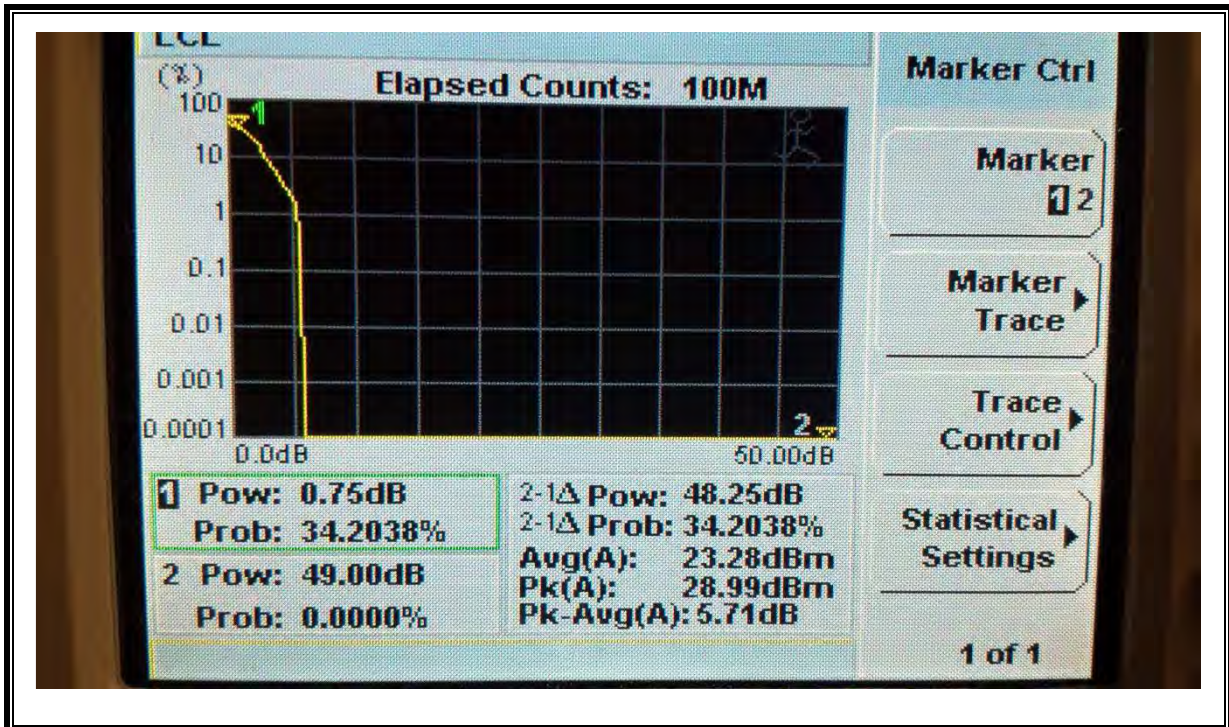 LCL
(%)
Elapsed Counts: 100M
100
1
10
1
0.1
0.01
0.001
0.0001
2
0.0dB
50.00dB
1 Pow: 0.75dB
Prob: 34.2038%
2 Pow: 49.00dB
Prob: 0.0000%
2-1Δ Pow: 48.25dB
2-1Δ Prob: 34.2038%
Avg(A): 23.28dBm
Pk(A): 28.99dBm
Pk-Avg(A): 5.71dB
Marker Ctrl
Marker
1 2
Marker
Trace
Trace
Control
Statistical
Settings
1 of 1